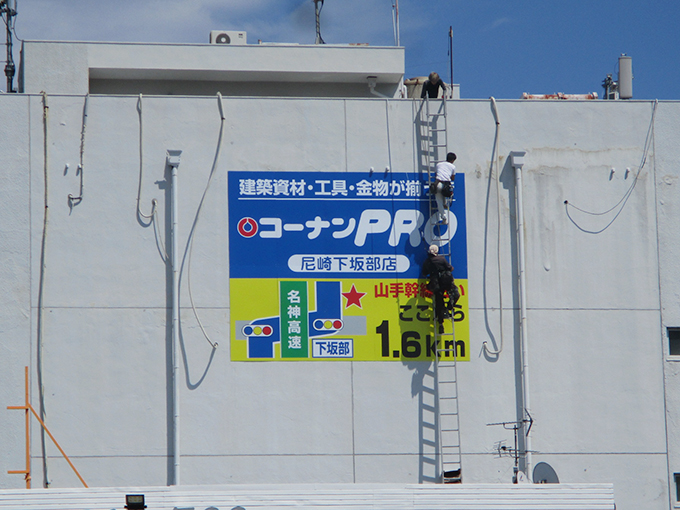 建築資材・工具・金物が揃
コーナンPRO
尼崎下坂部店
山手幹
い
名神高速
ここ
ら
1.6km
下坂部